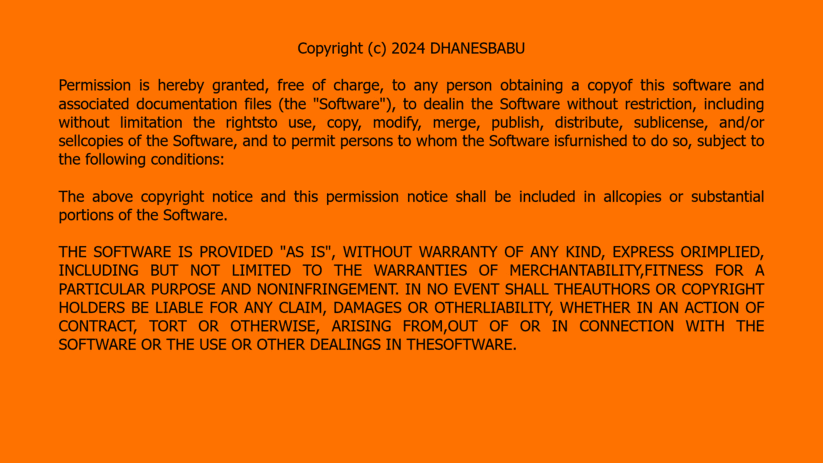 Copyright (c) 2024 DHANESBABU
Permission is hereby granted, free of charge, to any person obtaining a copyof this software and
associated documentation files (the "Software"), to dealin the Software without restriction, including
without limitation the rightsto use, copy, modify, merge, publish, distribute, sublicense, and/or
sellcopies of the Software, and to permit persons to whom the Software isfurnished to do so, subject to
the following conditions:
The above copyright notice and this permission notice shall be included in allcopies or substantial
portions of the Software.
THE SOFTWARE IS PROVIDED "AS IS", WITHOUT WARRANTY OF ANY KIND, EXPRESS ORIMPLIED,
INCLUDING BUT NOT LIMITED TO THE WARRANTIES OF MERCHANTABILITY,FITNESS FOR A
PARTICULAR PURPOSE AND NONINFRINGEMENT. IN NO EVENT SHALL THEAUTHORS OR COPYRIGHT
HOLDERS BE LIABLE FOR ANY CLAIM, DAMAGES OR OTHERLIABILITY, WHETHER IN AN ACTION OF
CONTRACT, TORT OR OTHERWISE, ARISING FROM,OUT OF OR IN CONNECTION WITH THE
SOFTWARE OR THE USE OR OTHER DEALINGS IN THESOFTWARE.